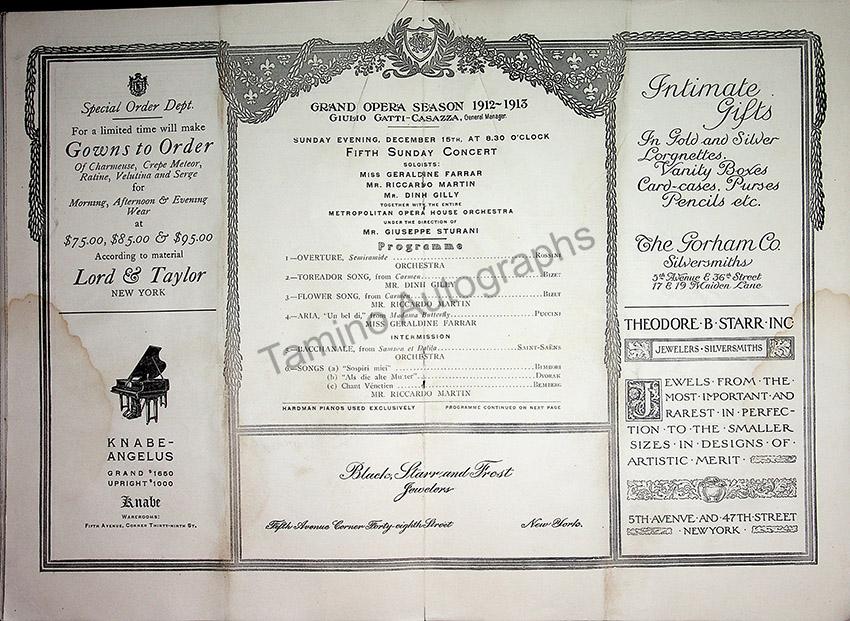 Special Order Dept.
For a limited time will make
Gowns to Order
Of Charmeuse, Crepe Meteor,
Ratine, Velutina and Serge
for
Morning, Afternoon & Evening
Wear
at
$75.00, $85.00 & $95.00
According to material
Lord & Taylor
NEW YORK
KNABE-
ANGELUS
GRAND $1650
UPRIGHT $1000
Knabe
WAREROOMS:
FIFTH AVENUE, CORNER THIRTY-NINTH ST.
GRAND OPERA SEASON 1912-1913
GIULIO GATTI-CASAZZA, General Manager.
SUNDAY EVENING, DECEMBER 15TH, AT 8.30 O'CLOCK
FIFTH SUNDAY CONCERT
SOLOISTS:
MISS GERALDINE FARRAR
MR. RICCARDO MARTIN
MR. DINH GILLY
TOGETHER WITH THE ENTIRE
METROPOLITAN OPERA HOUSE ORCHESTRA
UNDER THE DIRECTION OF
MR. GIUSEPPE STURANI
Programme
1—OVERTURE, Semiramide ROSSINI
ORCHESTRA
2—TOREADOR SONG, from Carmen BIZET
MR. DINH GILLY
3—FLOWER SONG, from Carmen BIZET
MR. RICCARDO MARTIN
4—ARIA, "Un bel di," from Madama Butterfly PUCCINI
MISS GERALDINE FARRAR
INTERMISSION
5—BACCHANALE, from Samson et Dalila SAINT-SAËNS
ORCHESTRA
6—SONGS (a) "Sospiri miei"
(b) "Als die alte Mutter" DVORAK
(c) Chant Vénetien BEMBERG
MR. RICCARDO MARTIN
HARDMAN PIANOS USED EXCLUSIVELY PROGRAMME CONTINUED ON NEXT PAGE
Black, Starr and Frost
Jewelers
Fifth Avenue Corner Forty-eighth Street New York.
Intimate
Gifts
In Gold and Silver
Lorgnettes.
Vanity Boxes
Card-cases, Purses
Pencils etc.
The Gorham Co.
Silversmiths
5th Avenue & 36th Street
17 & 19 Maiden Lane
THEODORE·B·STARR·INC
JEWELERS·SILVERSMITHS
JEWELS·FROM·THE·
MOST·IMPORTANT·AND
RAREST·IN·PERFEC-
TION·TO·THE·SMALLER
SIZES·IN·DESIGNS·OF·
ARTISTIC·MERIT·
5TH·AVENUE·AND·47TH·STREET
·NEW YORK·
Tamino Autographs